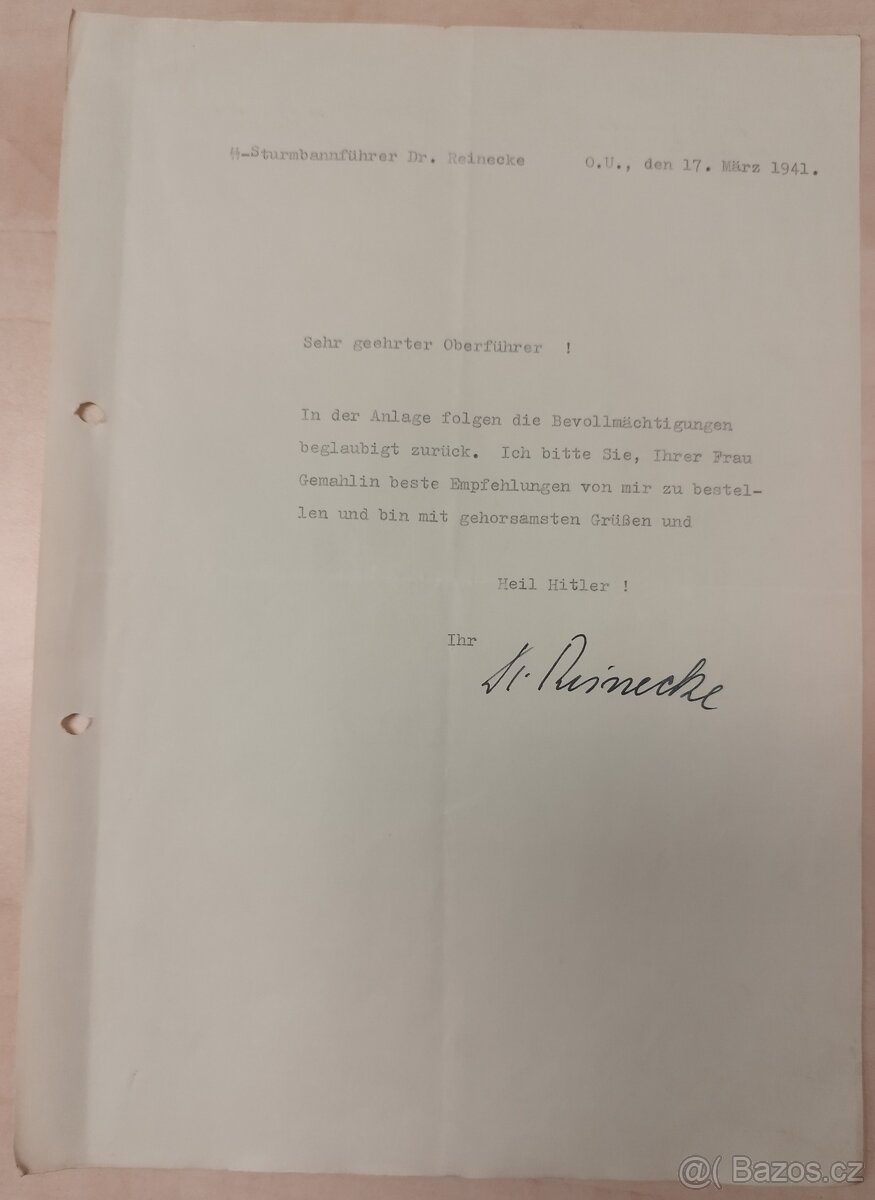 ᛋᛋ-Sturmbannführer Dr. Reinecke O.U., den 17. März 1941.
Sehr geehrter Oberführer !
In der Anlage folgen die Bevollmächtigungen
beglaubigt zurück. Ich bitte Sie, Ihrer Frau
Gemahlin beste Empfehlungen von mir zu bestel-
len und bin mit gehorsamsten Grüßen und
Heil Hitler !
Ihr
Dr. Reinecke
@( Bazos.cz